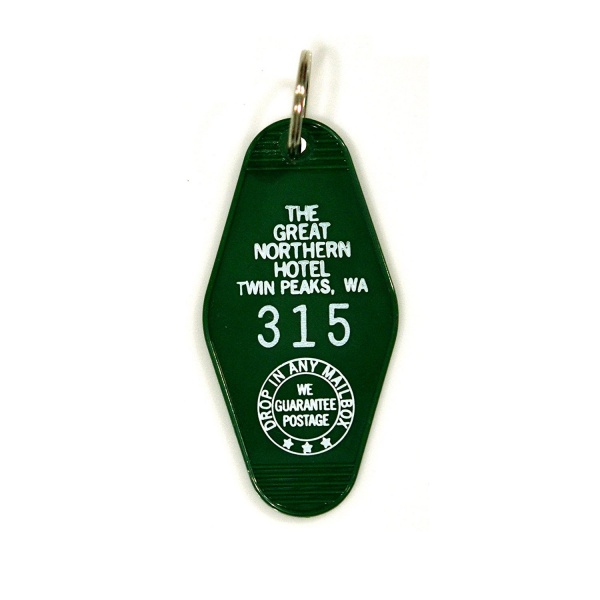 THE
GREAT
NORTHERN
HOTEL
TWIN PEAKS, WA
315
DROP IN ANY MAILBOX
WE
GUARANTEE
POSTAGE